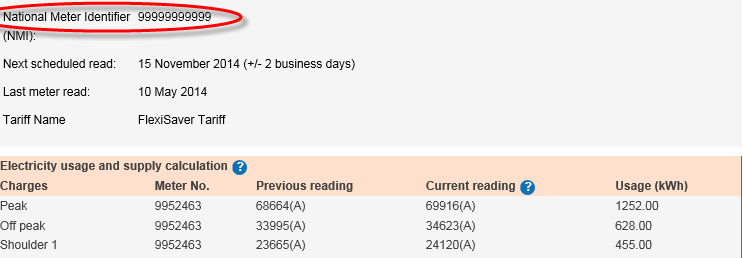 National Meter Identifier 99999999999
(NMI):
Next scheduled read: 15 November 2014 (+/- 2 business days)
Last meter read: 10 May 2014
Tariff Name FlexiSaver Tariff
Electricity usage and supply calculation ?
Charges Meter No. Previous reading Current reading ? Usage (kWh)
Peak 9952463 68664(A) 69916(A) 1252.00
Off peak 9952463 33995(A) 34623(A) 628.00
Shoulder 1 9952463 23665(A) 24120(A) 455.00